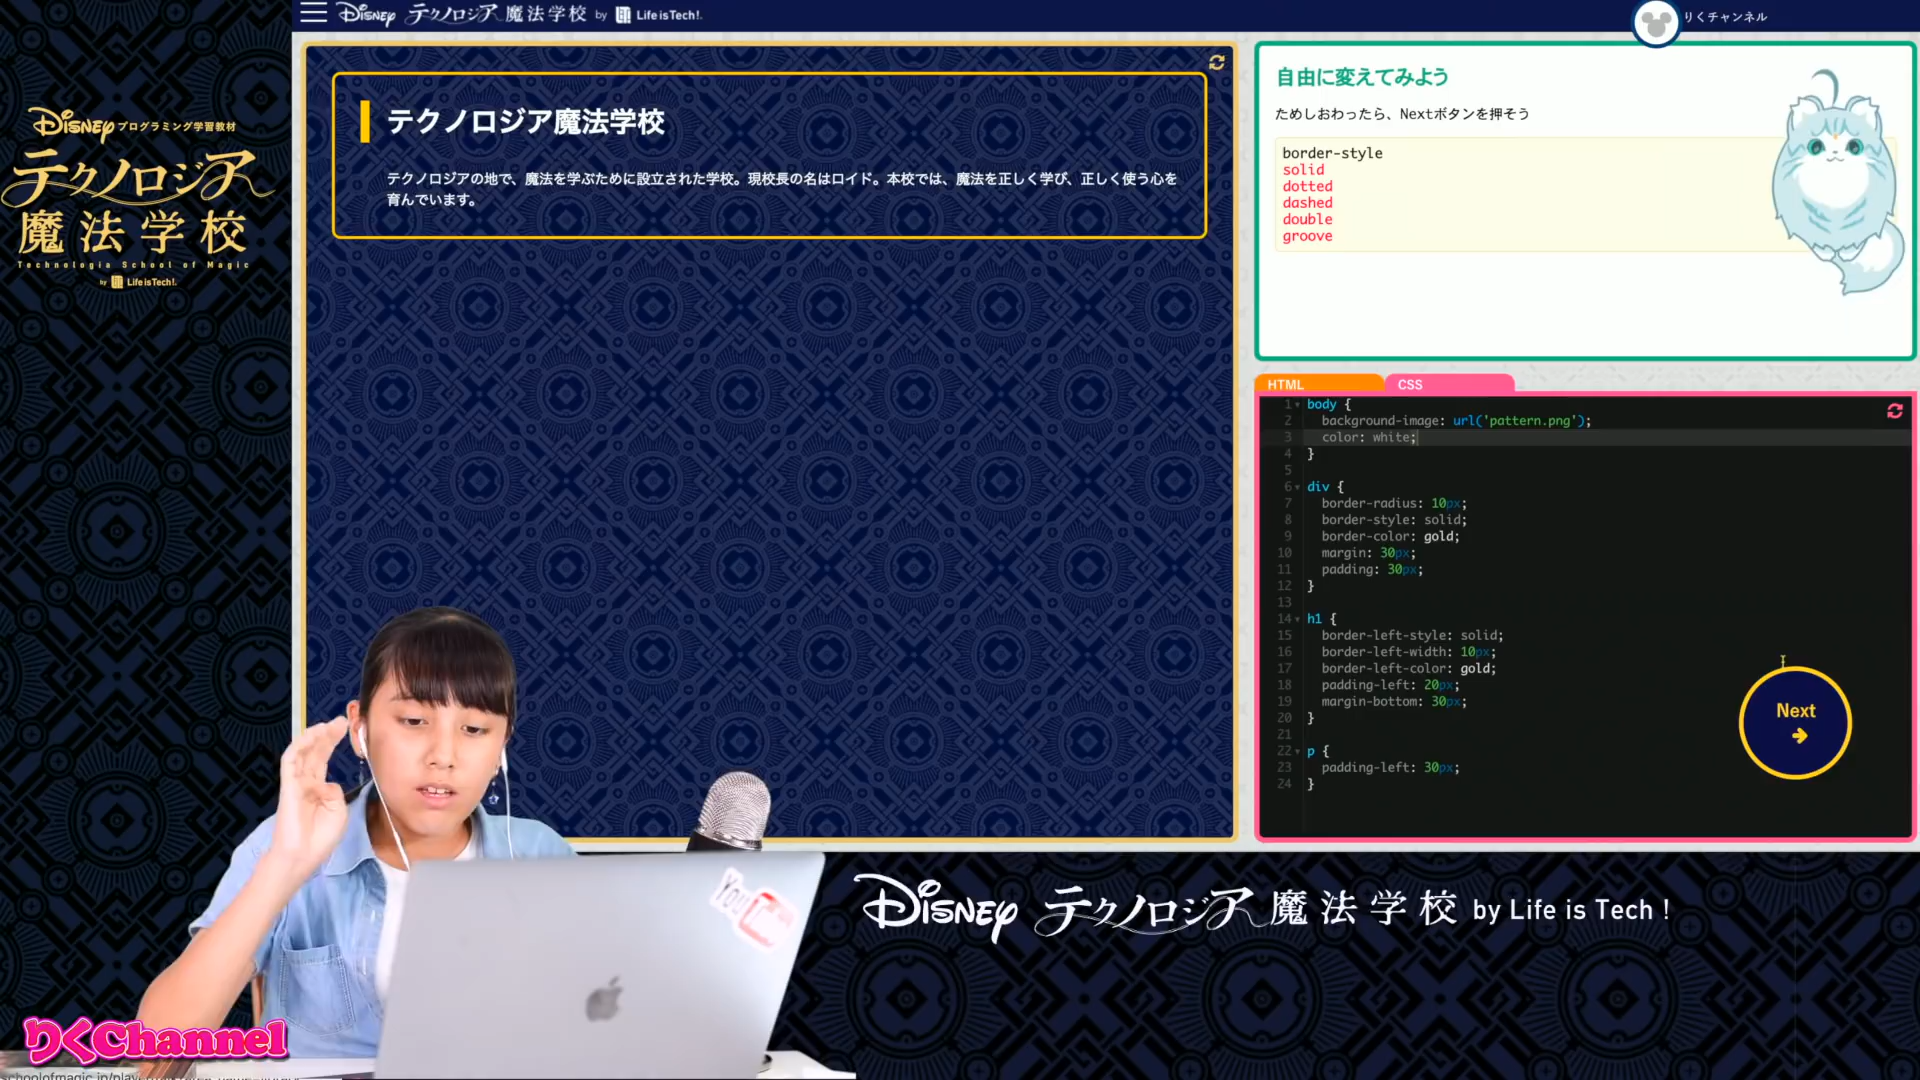 Disney テクノロジア魔法学校 by Life is Tech!.
りくチャンネル
Disney プログラミング学習教材
テクノロジア
魔法学校
Technologia School of Magic
by Life is Tech!.
テクノロジア魔法学校
テクノロジアの地で、魔法を学ぶために設立された学校。現校長の名はロイド。本校では、魔法を正しく学び、正しく使う心を
育んでいます。
自由に変えてみよう
ためしおわったら、Nextボタンを押そう
border-style
solid
dotted
dashed
double
groove
HTML CSS
1 body {
2 background-image: url('pattern.png');
3 color: white;
4 }
5
6 div {
7 border-radius: 10px;
8 border-style: solid;
9 border-color: gold;
10 margin: 30px;
11 padding: 30px;
12 }
13
14 h1 {
15 border-left-style: solid;
16 border-left-width: 10px;
17 border-left-color: gold;
18 padding-left: 20px;
19 margin-bottom: 30px;
20 }
21
22 p {
23 padding-left: 30px;
24 }
Next
Disney テクノロジア 魔法学校 by Life is Tech !
りくChannel